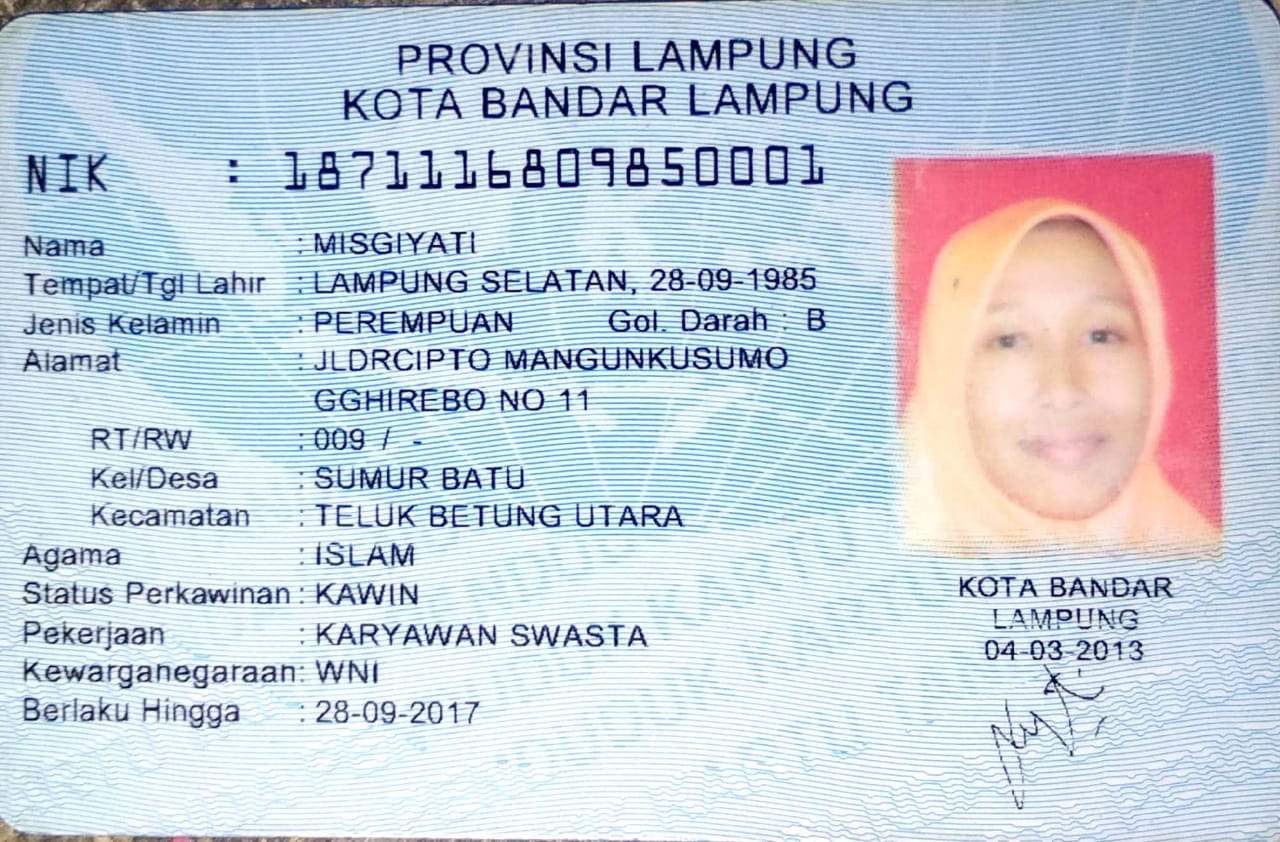 PROVINSI LAMPUNG
KOTA BANDAR LAMPUNG
NIK : 1871116809850001
Nama : MISGIYATI
Tempat/Tgl Lahir : LAMPUNG SELATAN, 28-09-1985
Jenis Kelamin : PEREMPUAN Gol. Darah : B
Alamat : JLDRCIPTO MANGUNKUSUMO
GGHIREBO NO 11
RT/RW : 009 / -
Kel/Desa : SUMUR BATU
Kecamatan : TELUK BETUNG UTARA
Agama : ISLAM
Status Perkawinan : KAWIN
Pekerjaan : KARYAWAN SWASTA
Kewarganegaraan : WNI
Berlaku Hingga : 28-09-2017
KOTA BANDAR
LAMPUNG
04-03-2013